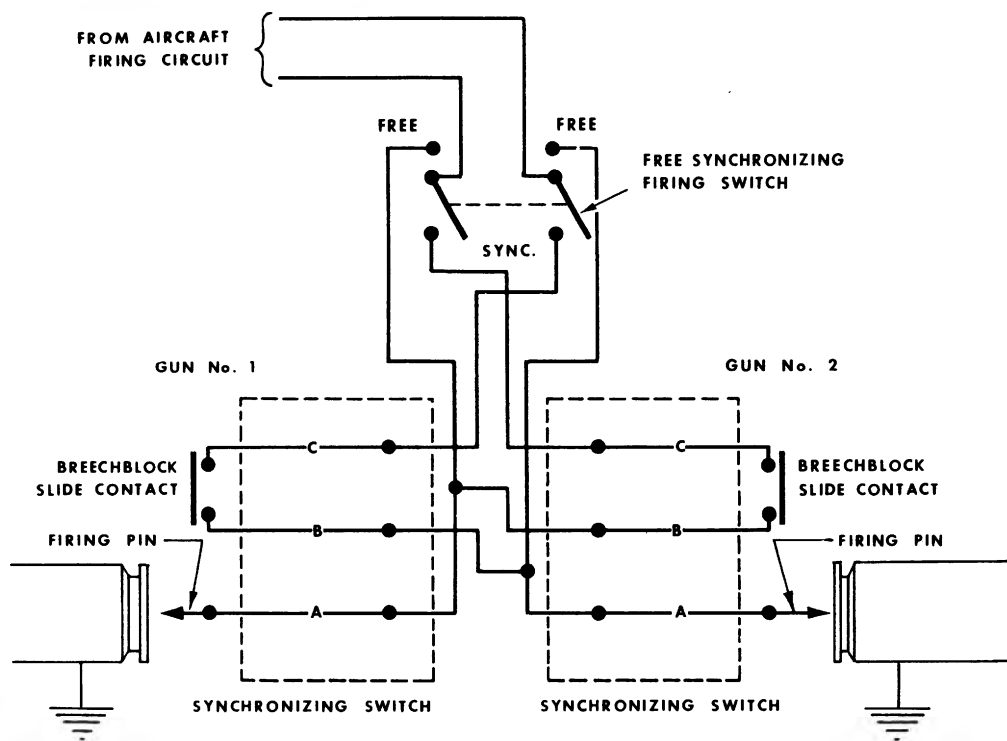 FROM AIRCRAFT
FIRING CIRCUIT
FREE
FREE
FREE SYNCHRONIZING
FIRING SWITCH
SYNC.
GUN No. 1
GUN No. 2
C
C
BREECHBLOCK
SLIDE CONTACT
BREECHBLOCK
SLIDE CONTACT
B
B
FIRING PIN
FIRING PIN
A
A
SYNCHRONIZING SWITCH
SYNCHRONIZING SWITCH